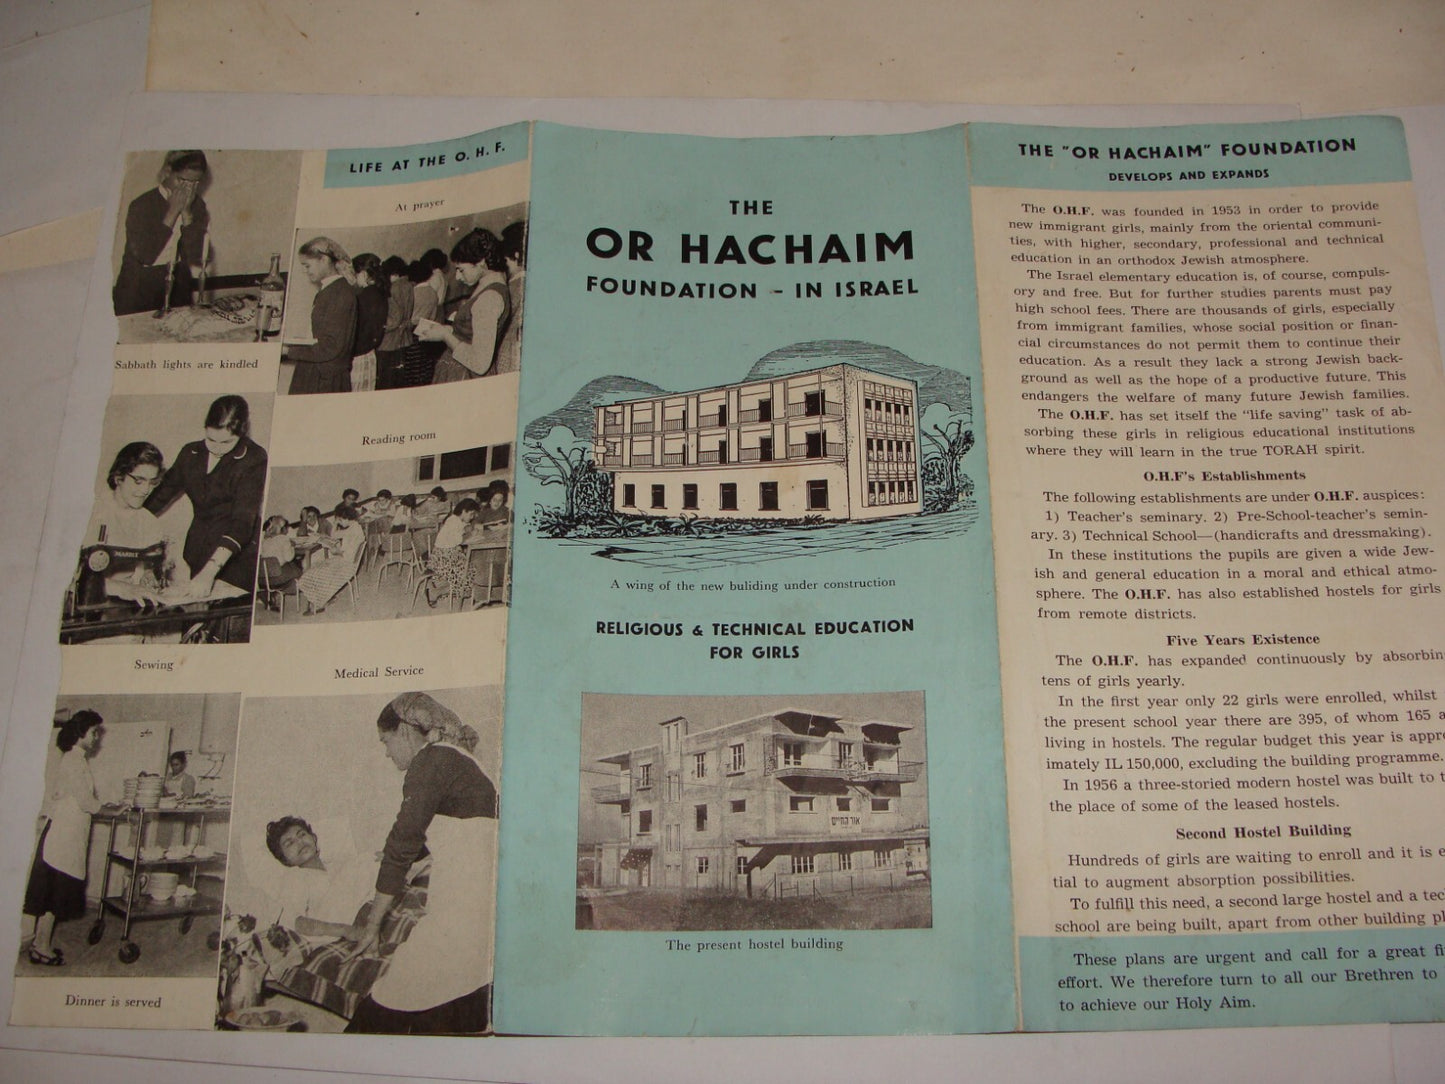 LIFE AT THE O. H. F.
At prayer
Sabbath lights are kindled
Reading room
MARBLE
Sewing
Medical Service
Dinner is served
THE
OR HACHAIM
FOUNDATION - IN ISRAEL
A wing of the new buliding under construction
RELIGIOUS & TECHNICAL EDUCATION
FOR GIRLS
אור החיים
The present hostel building
THE "OR HACHAIM" FOUNDATION
DEVELOPS AND EXPANDS
The O.H.F. was founded in 1953 in order to provide
new immigrant girls, mainly from the oriental communi-
ties, with higher, secondary, professional and technical
education in an orthodox Jewish atmosphere.
The Israel elementary education is, of course, compuls-
ory and free. But for further studies parents must pay
high school fees. There are thousands of girls, especially
from immigrant families, whose social position or finan-
cial circumstances do not permit them to continue their
education. As a result they lack a strong Jewish back-
ground as well as the hope of a productive future. This
endangers the welfare of many future Jewish families.
The O.H.F. has set itself the "life saving" task of ab-
sorbing these girls in religious educational institutions
where they will learn in the true TORAH spirit.
O.H.F's Establishments
The following establishments are under O.H.F. auspices:
1) Teacher's seminary. 2) Pre-School-teacher's semin-
ary. 3) Technical School—(handicrafts and dressmaking).
In these institutions the pupils are given a wide Jew-
ish and general education in a moral and ethical atmo-
sphere. The O.H.F. has also established hostels for girls
from remote districts.
Five Years Existence
The O.H.F. has expanded continuously by absorbin
tens of girls yearly.
In the first year only 22 girls were enrolled, whilst
the present school year there are 395, of whom 165 a
living in hostels. The regular budget this year is appro
imately IL 150,000, excluding the building programme.
In 1956 a three-storied modern hostel was built to t
the place of some of the leased hostels.
Second Hostel Building
Hundreds of girls are waiting to enroll and it is e
tial to augment absorption possibilities.
To fulfill this need, a second large hostel and a tec
school are being built, apart from other building pl
These plans are urgent and call for a great fi
effort. We therefore turn to all our Brethren to
to achieve our Holy Aim.